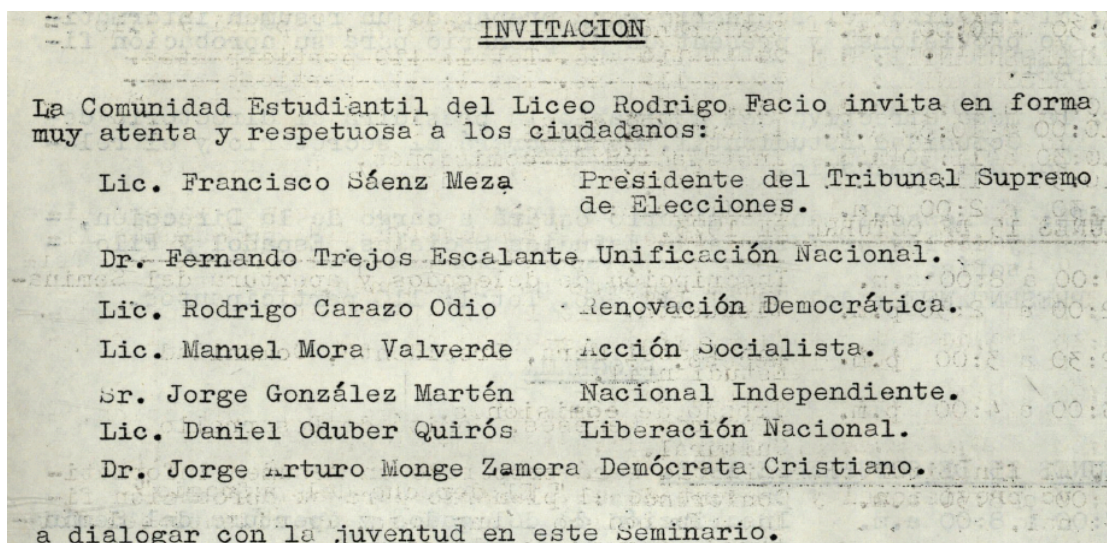 INVITACION
La Comunidad Estudiantil del Liceo Rodrigo Facio invita en forma
muy atenta y respetuosa a los ciudadanos:
Lic. Francisco Sáenz Meza Presidente del Tribunal Supremo
de Elecciones.
Dr. Fernando Trejos Escalante Unificación Nacional.
Lic. Rodrigo Carazo Odio Renovación Democrática.
Lic. Manuel Mora Valverde Acción Socialista.
Sr. Jorge González Martén Nacional Independiente.
Lic. Daniel Oduber Quirós Liberación Nacional.
Dr. Jorge Arturo Monge Zamora Demócrata Cristiano.
a dialogar con la juventud en este Seminario.